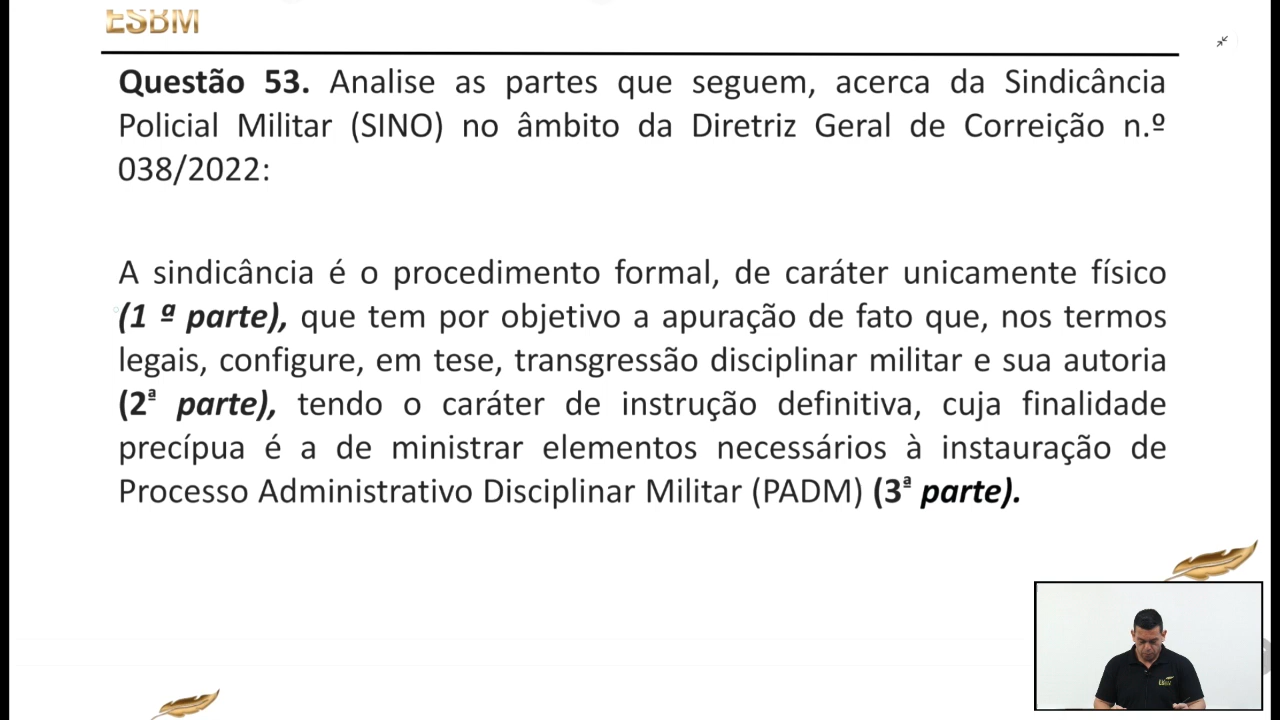 ESBM
Questão 53. Analise as partes que seguem, acerca da Sindicância
Policial Militar (SINO) no âmbito da Diretriz Geral de Correição n.º
038/2022:
A sindicância é o procedimento formal, de caráter unicamente físico
(1 ª parte), que tem por objetivo a apuração de fato que, nos termos
legais, configure, em tese, transgressão disciplinar militar e sua autoria
(2ª parte), tendo o caráter de instrução definitiva, cuja finalidade
precípua é a de ministrar elementos necessários à instauração de
Processo Administrativo Disciplinar Militar (PADM) (3ª parte).